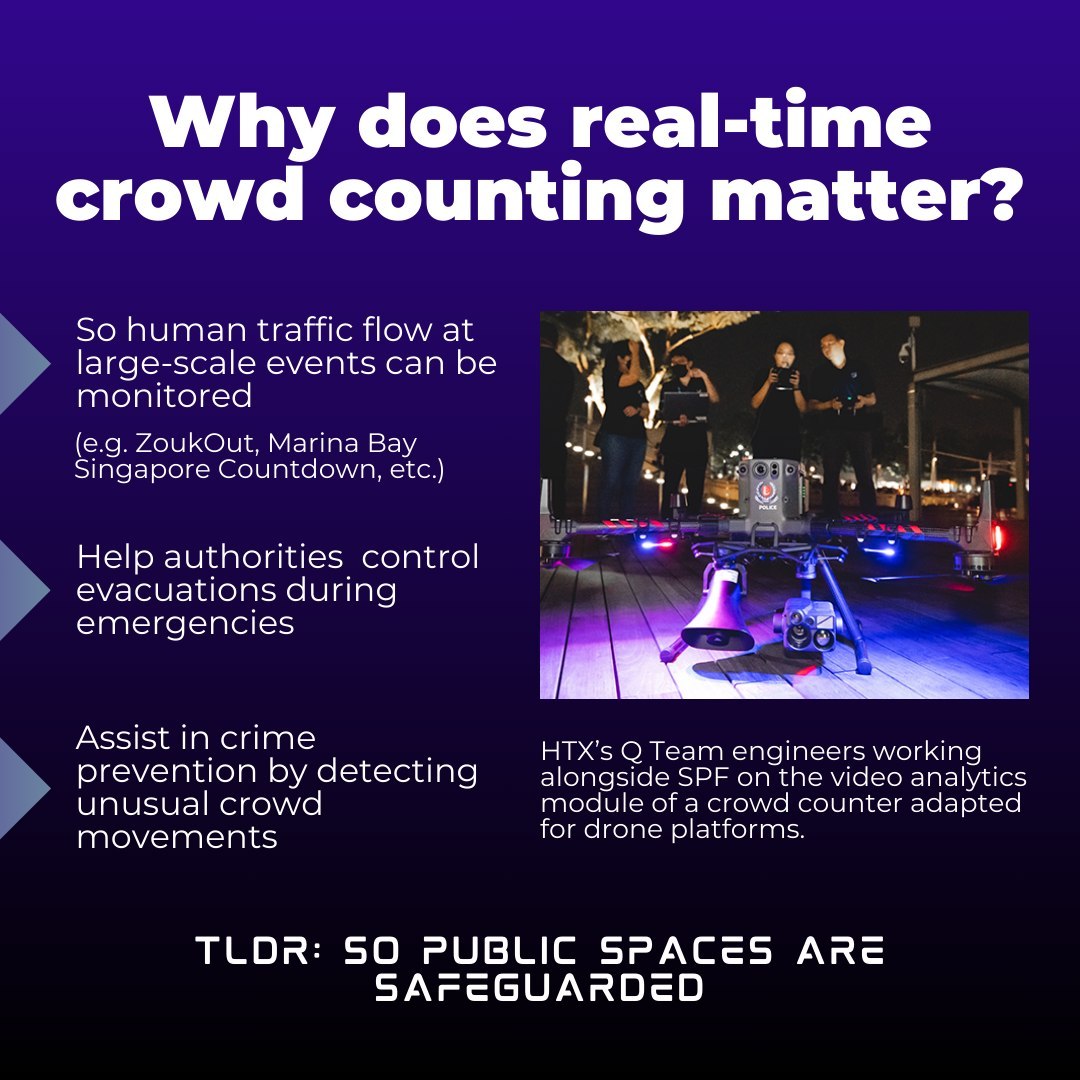 Why does real-time
crowd counting matter?
So human traffic flow at
large-scale events can be
monitored
(e.g. ZoukOut, Marina Bay
Singapore Countdown, etc.)
Help authorities  control
evacuations during
emergencies
Assist in crime
prevention by detecting
unusual crowd
movements
POLICE
HTX’s Q Team engineers working
alongside SPF on the video analytics
module of a crowd counter adapted
for drone platforms.
TLDR: SO PUBLIC SPACES ARE
SAFEGUARDED